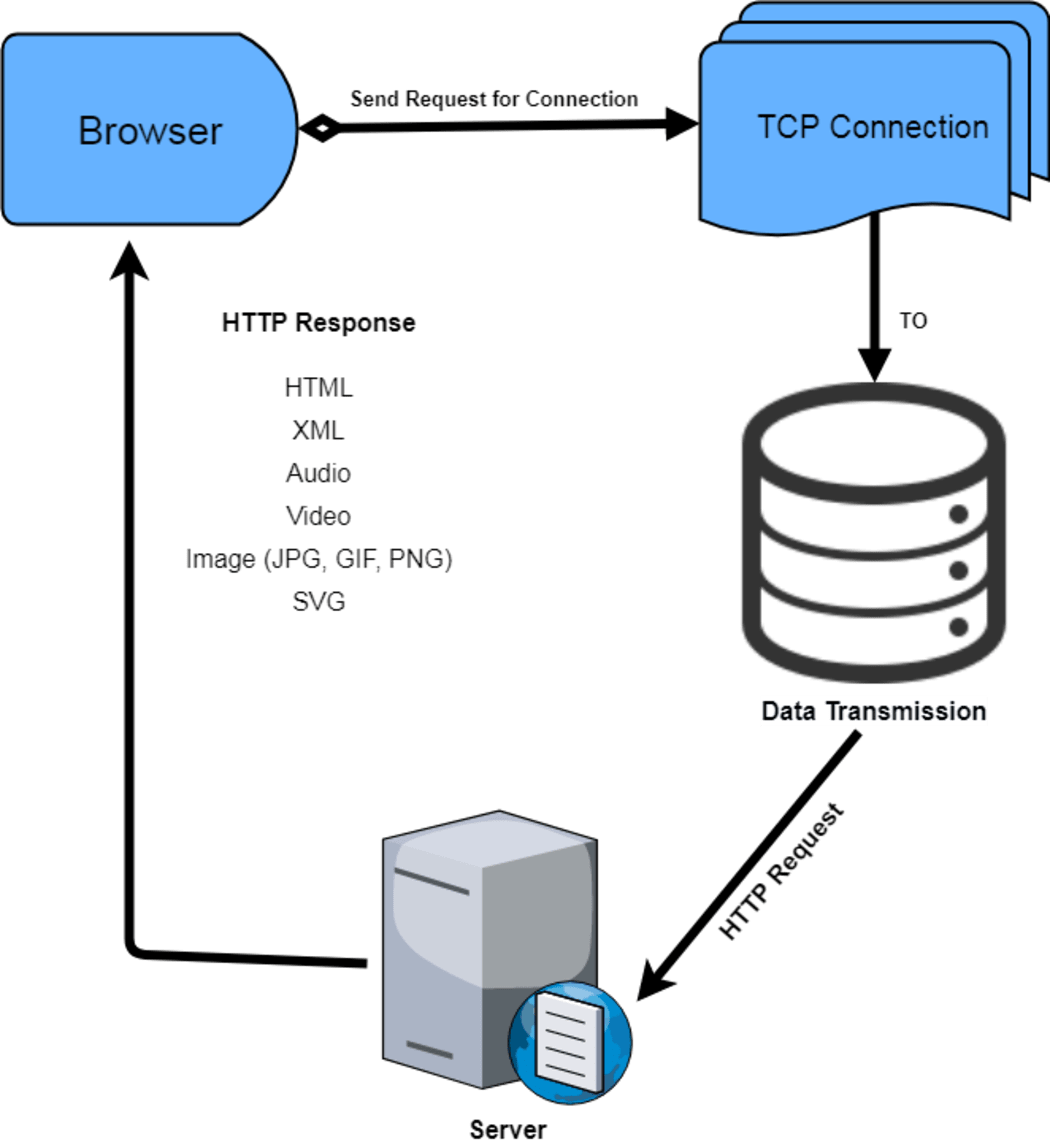 Browser
Send Request for Connection
TCP Connection
TO
HTTP Response
HTML
XML
Audio
Video
Image (JPG, GIF, PNG)
SVG
Data Transmission
HTTP Request
Server